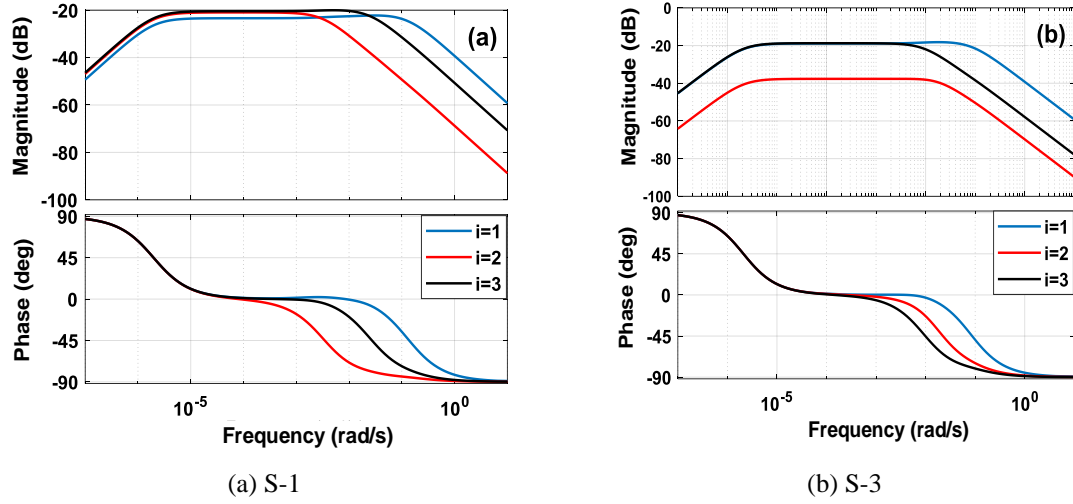 -20
-40
-60
-80
-100
Magnitude (dB)
(a)
90
45
0
-45
-90
Phase (deg)
i=1
i=2
i=3
10^-5
10^0
Frequency (rad/s)
(a) S-1
0
-20
-40
-60
-80
-100
Magnitude (dB)
(b)
90
45
0
-45
-90
Phase (deg)
i=1
i=2
i=3
10^-5
10^0
Frequency (rad/s)
(b) S-3